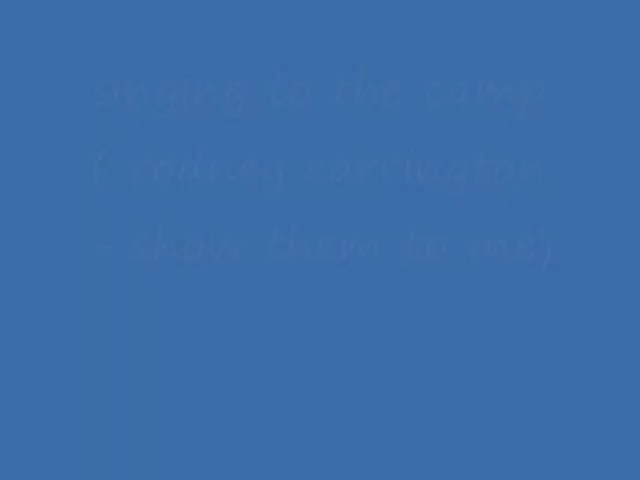 singing to the camp
( rodney carrington
- show them to me)